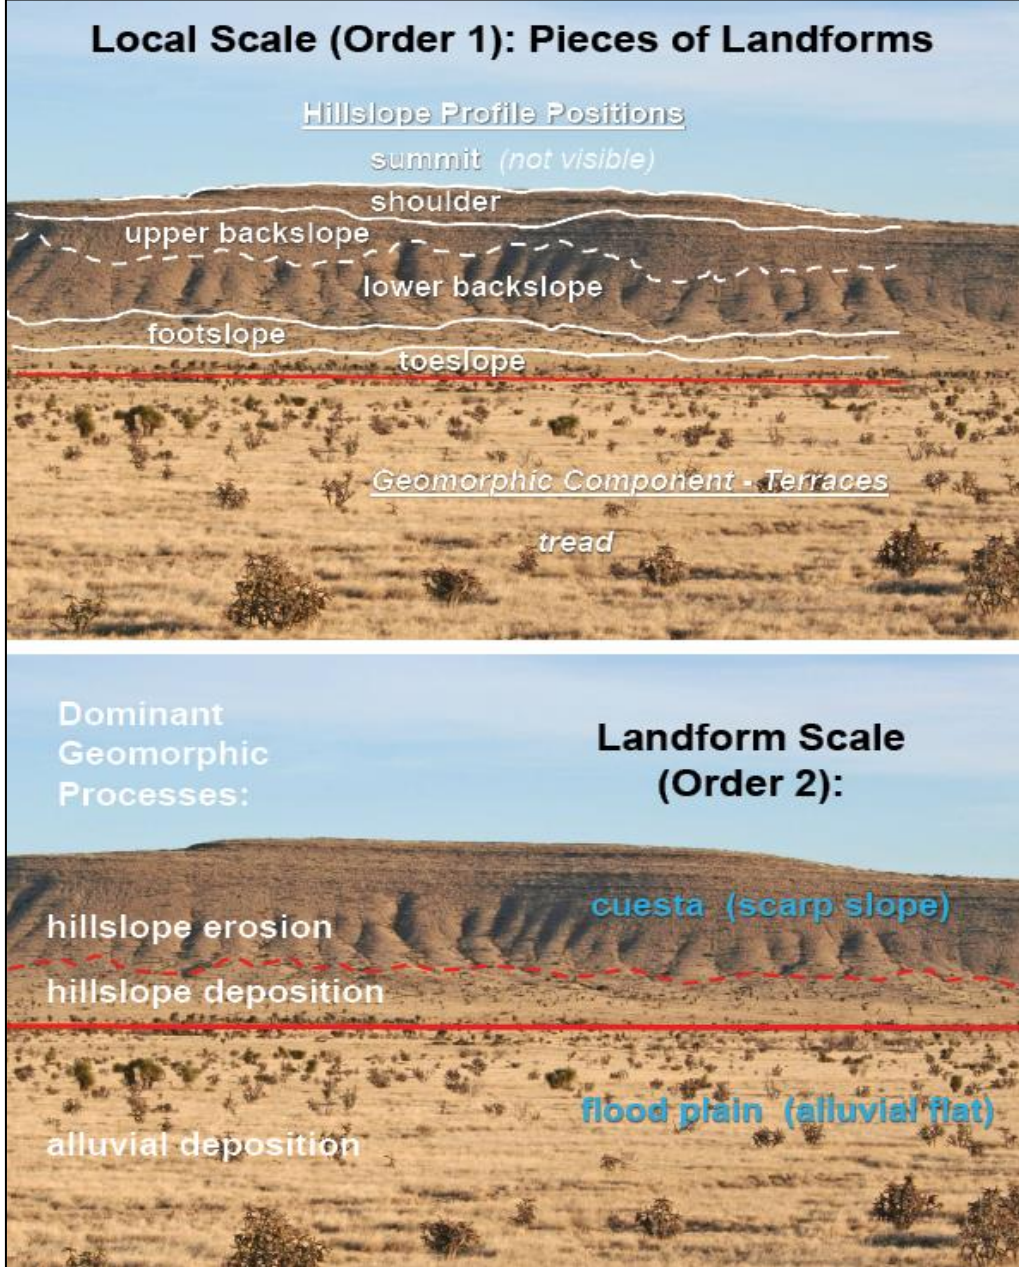 Local Scale (Order 1): Pieces of Landforms
Hillslope Profile Positions
summit (not visible)
shoulder
upper backslope
lower backslope
footslope
toeslope
Geomorphic Component - Terraces
tread
Dominant
Geomorphic
Processes:
Landform Scale
(Order 2):
cuesta (scarp slope)
hillslope erosion
hillslope deposition
flood plain (alluvial flat)
alluvial deposition